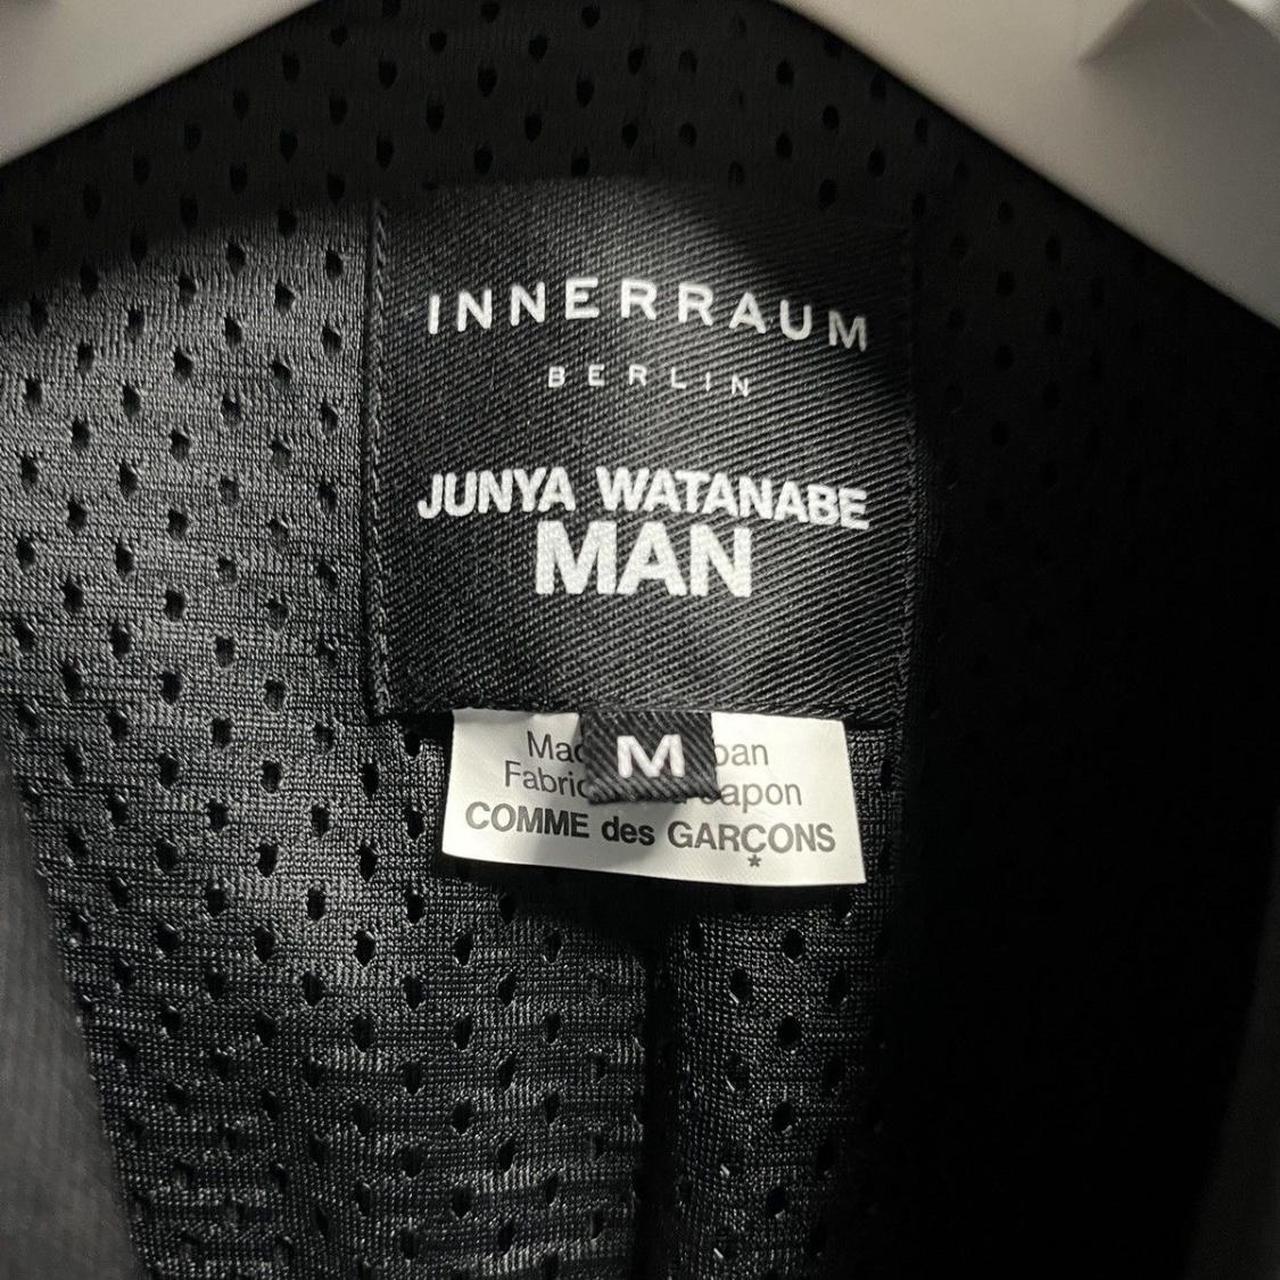 INNERRAUM
BERLIN
JUNYA WATANABE
MAN
M
COMME des GARÇONS
*